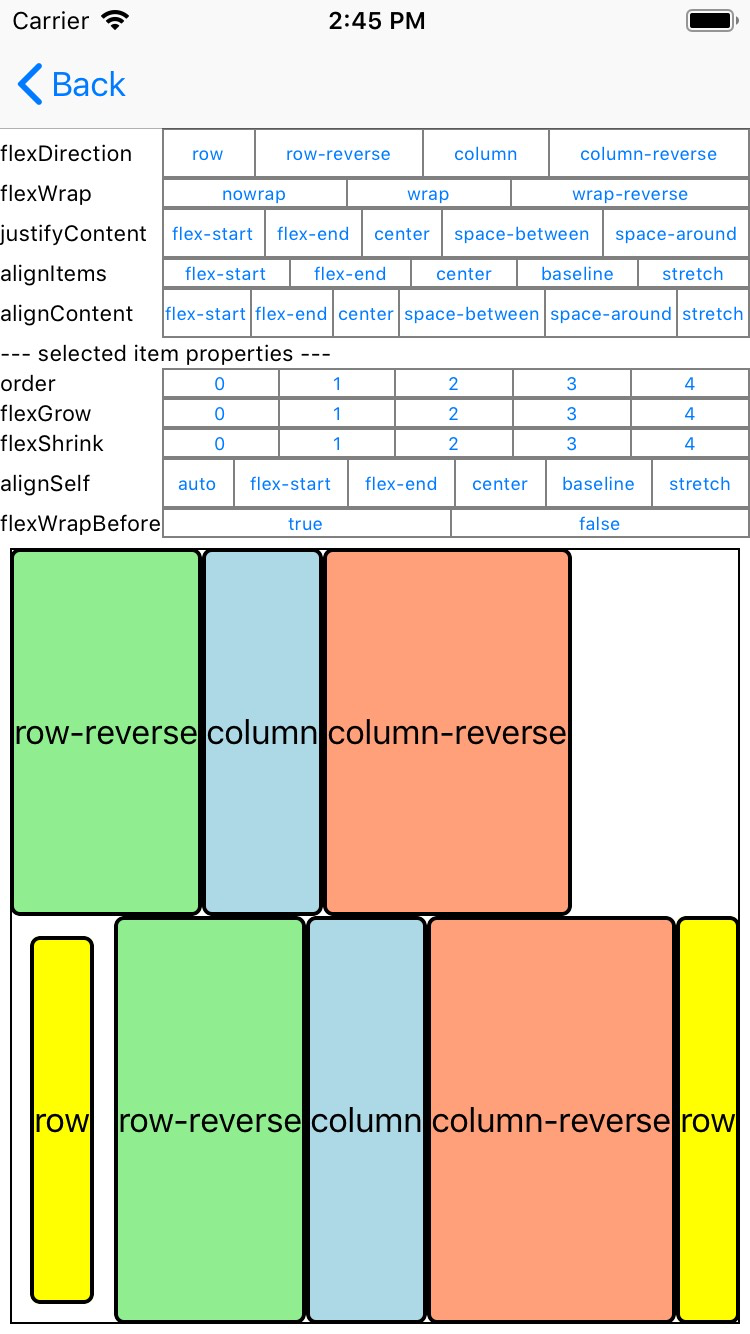 Carrier 2:45 PM
Back
flexDirection row row-reverse column column-reverse
flexWrap nowrap wrap wrap-reverse
justifyContent flex-start flex-end center space-between space-around
alignItems flex-start flex-end center baseline stretch
alignContent flex-start flex-end center space-between space-around stretch
--- selected item properties ---
order 0 1 2 3 4
flexGrow 0 1 2 3 4
flexShrink 0 1 2 3 4
alignSelf auto flex-start flex-end center baseline stretch
flexWrapBefore true false
row-reverse column column-reverse
row row-reverse column column-reverse row